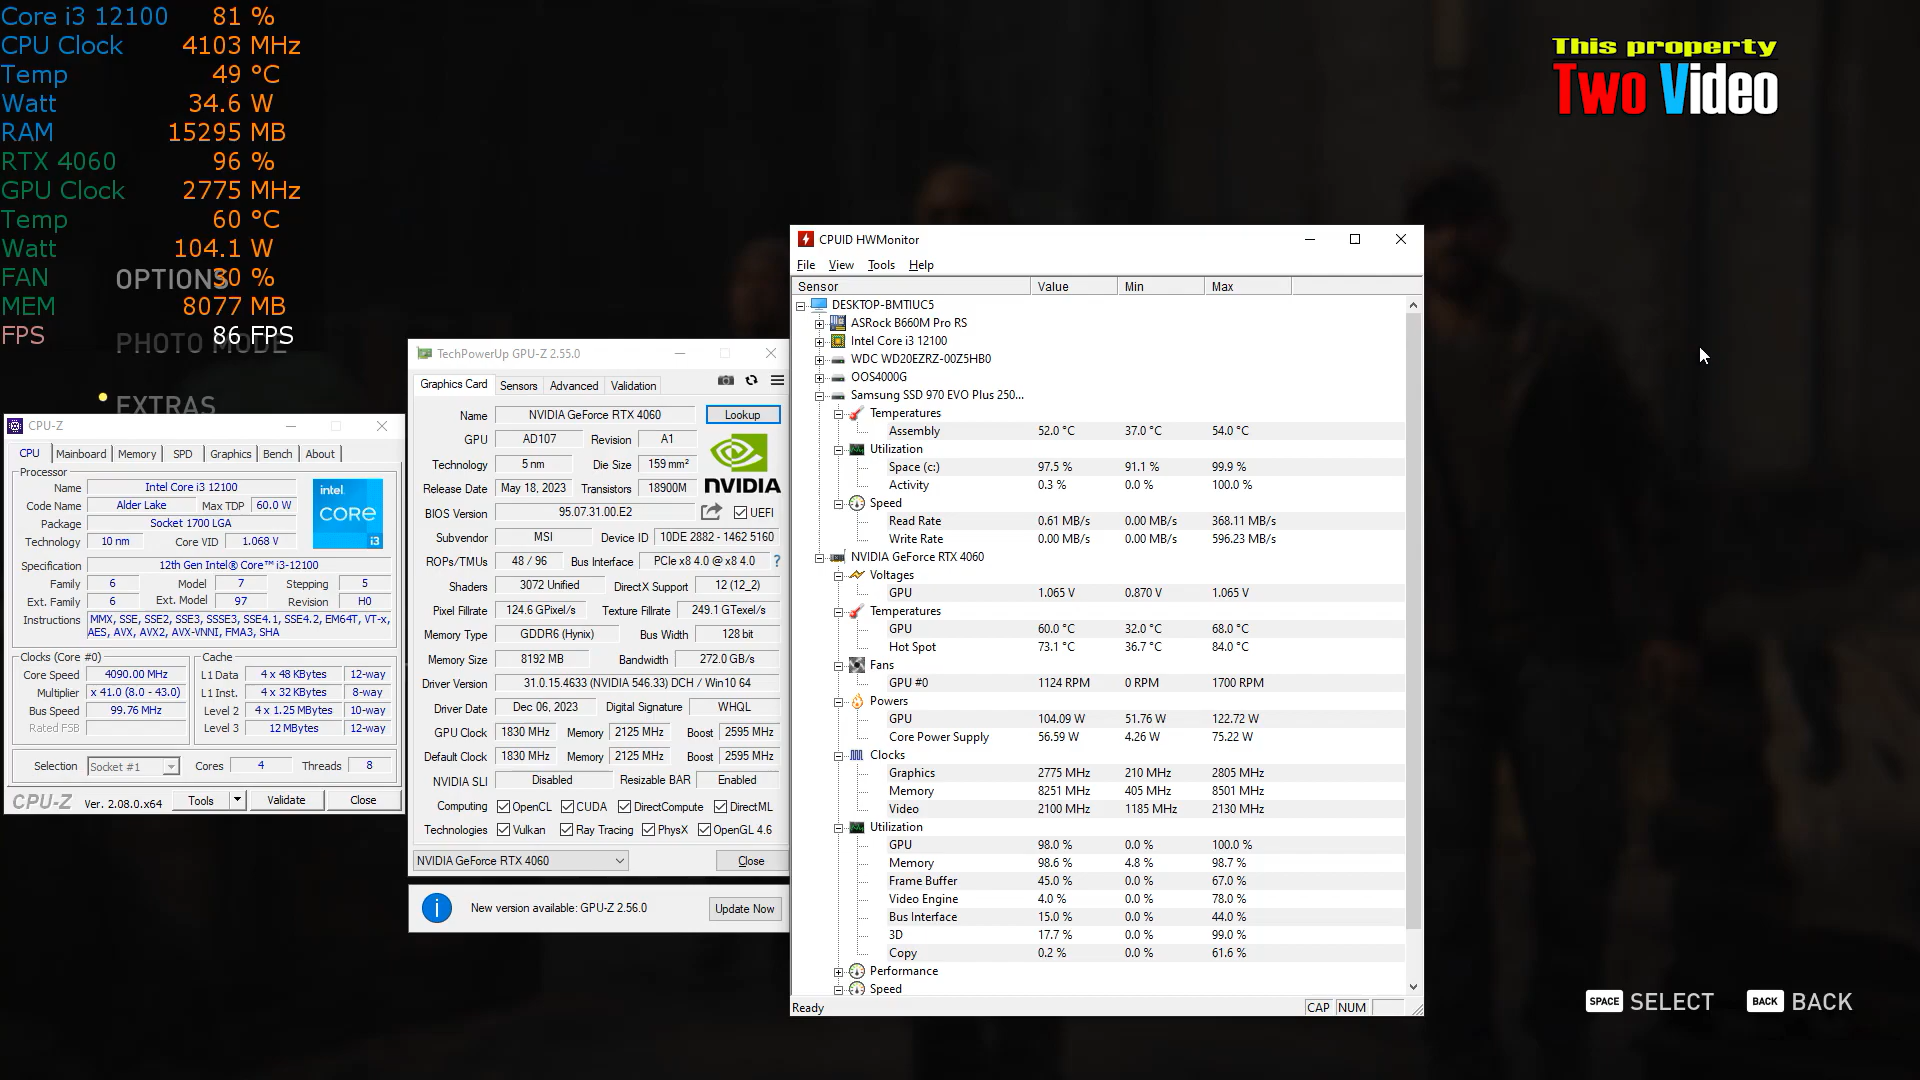 Core i3 12100 81 %
CPU Clock 4103 MHz
Temp 49 °C
Watt 34.6 W
RAM 15295 MB
RTX 4060 96 %
GPU Clock 2775 MHz
Temp 60 °C
Watt 104.1 W
FAN 30 %
MEM 8077 MB
FPS 86 FPS
OPTIONS
PHOTO MODE
EXTRAS
This property
Two Video
CPU-Z
CPU Mainboard Memory SPD Graphics Bench About
Processor
Name Intel Core i3 12100
Code Name Alder Lake Max TDP 60.0 W
Package Socket 1700 LGA
Technology 10 nm Core VID 1.068 V
intel
CORE
i3
Specification 12th Gen Intel® Core™ i3-12100
Family 6 Model 7 Stepping 5
Ext. Family 6 Ext. Model 97 Revision H0
Instructions MMX, SSE, SSE2, SSE3, SSSE3, SSE4.1, SSE4.2, EM64T, VT-x,
AES, AVX, AVX2, AVX-VNNI, FMA3, SHA
Clocks (Core #0) Cache
Core Speed 4090.00 MHz L1 Data 4 x 48 KBytes 12-way
Multiplier x 41.0 (8.0 - 43.0) L1 Inst. 4 x 32 KBytes 8-way
Bus Speed 99.76 MHz Level 2 4 x 1.25 MBytes 10-way
Rated FSB Level 3 12 MBytes 12-way
Selection Socket #1 Cores 4 Threads 8
CPU-Z Ver. 2.08.0.x64 Tools Validate Close
TechPowerUp GPU-Z 2.55.0
Graphics Card Sensors Advanced Validation
Name NVIDIA GeForce RTX 4060 Lookup
GPU AD107 Revision A1
Technology 5 nm Die Size 159 mm²
Release Date May 18, 2023 Transistors 18900M
NVIDIA
BIOS Version 95.07.31.00.E2 UEFI
Subvendor MSI Device ID 10DE 2882 - 1462 5160
ROPs/TMUs 48 / 96 Bus Interface PCIe x8 4.0 @ x8 4.0 ?
Shaders 3072 Unified DirectX Support 12 (12_2)
Pixel Fillrate 124.6 GPixel/s Texture Fillrate 249.1 GTexel/s
Memory Type GDDR6 (Hynix) Bus Width 128 bit
Memory Size 8192 MB Bandwidth 272.0 GB/s
Driver Version 31.0.15.4633 (NVIDIA 546.33) DCH / Win10 64
Driver Date Dec 06, 2023 Digital Signature WHQL
GPU Clock 1830 MHz Memory 2125 MHz Boost 2595 MHz
Default Clock 1830 MHz Memory 2125 MHz Boost 2595 MHz
NVIDIA SLI Disabled Resizable BAR Enabled
Computing OpenCL CUDA DirectCompute DirectML
Technologies Vulkan Ray Tracing PhysX OpenGL 4.6
NVIDIA GeForce RTX 4060 Close
New version available: GPU-Z 2.56.0 Update Now
CPUID HWMonitor
File View Tools Help
Sensor Value Min Max
DESKTOP-BMTIUC5
ASRock B660M Pro RS
Intel Core i3 12100
WDC WD20EZRZ-00Z5HB0
OOS4000G
Samsung SSD 970 EVO Plus 250...
Temperatures
Assembly 52.0 °C 37.0 °C 54.0 °C
Utilization
Space (c:) 97.5 % 91.1 % 99.9 %
Activity 0.3 % 0.0 % 100.0 %
Speed
Read Rate 0.61 MB/s 0.00 MB/s 368.11 MB/s
Write Rate 0.00 MB/s 0.00 MB/s 596.23 MB/s
NVIDIA GeForce RTX 4060
Voltages
GPU 1.065 V 0.870 V 1.065 V
Temperatures
GPU 60.0 °C 32.0 °C 68.0 °C
Hot Spot 73.1 °C 36.7 °C 84.0 °C
Fans
GPU #0 1124 RPM 0 RPM 1700 RPM
Powers
GPU 104.09 W 51.76 W 122.72 W
Core Power Supply 56.59 W 4.26 W 75.22 W
Clocks
Graphics 2775 MHz 210 MHz 2805 MHz
Memory 8251 MHz 405 MHz 8501 MHz
Video 2100 MHz 1185 MHz 2130 MHz
Utilization
GPU 98.0 % 0.0 % 100.0 %
Memory 98.6 % 4.8 % 98.7 %
Frame Buffer 45.0 % 0.0 % 67.0 %
Video Engine 4.0 % 0.0 % 78.0 %
Bus Interface 15.0 % 0.0 % 44.0 %
3D 17.7 % 0.0 % 99.0 %
Copy 0.2 % 0.0 % 61.6 %
Performance
Speed
Ready CAP NUM
SPACE SELECT BACK BACK